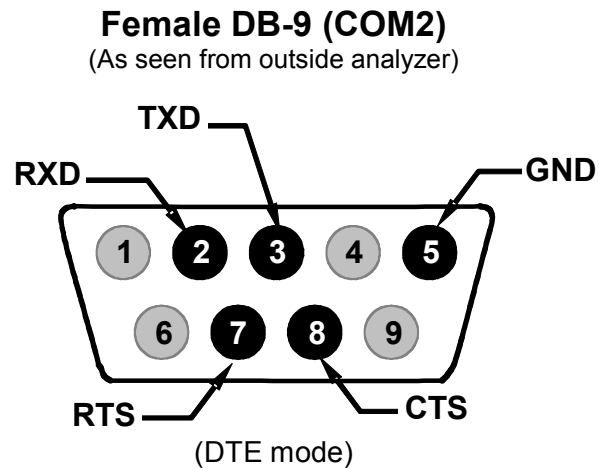 Female DB-9 (COM2)
(As seen from outside analyzer)
TXD
RXD
GND
1 2 3 4 5
6 7 8 9
RTS
CTS
(DTE mode)